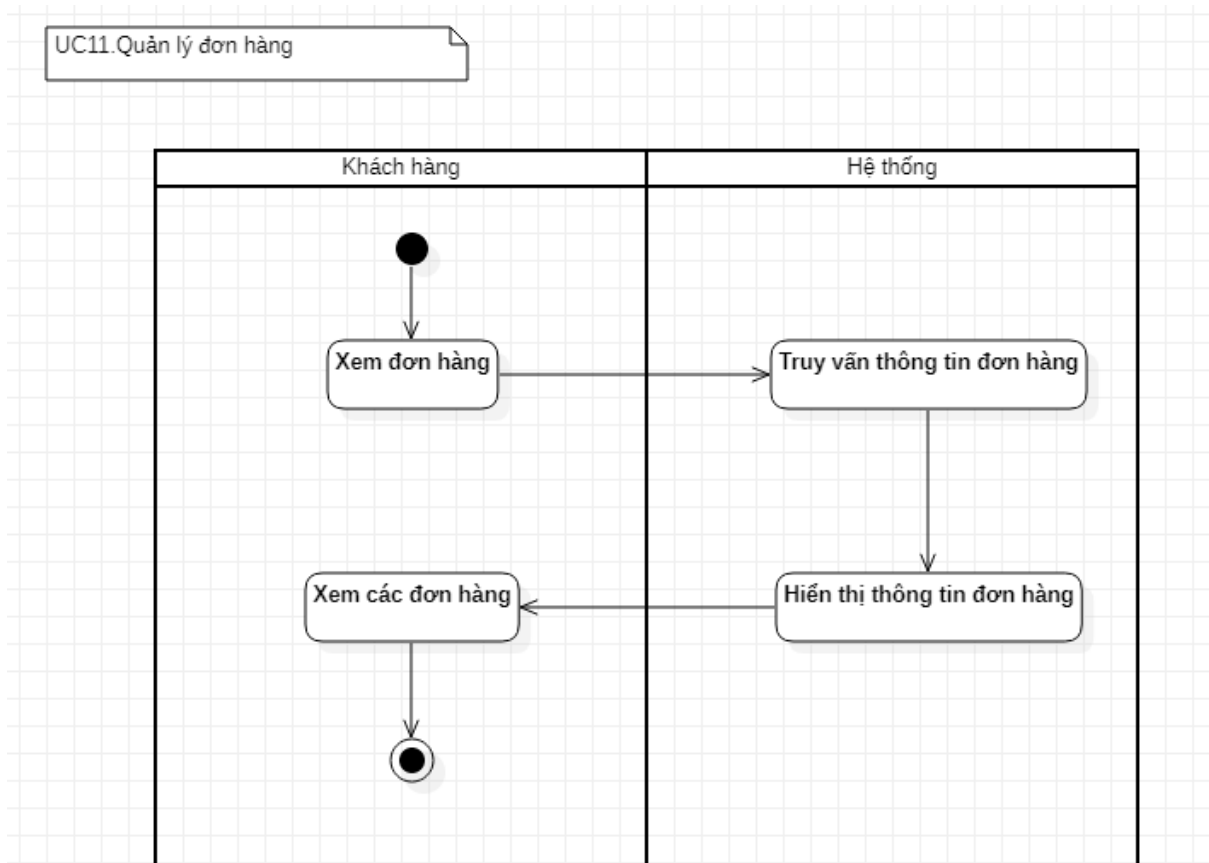 UC11.Quản lý đơn hàng
Khách hàng
Hệ thống
Xem đơn hàng
Truy vấn thông tin đơn hàng
Xem các đơn hàng
Hiển thị thông tin đơn hàng